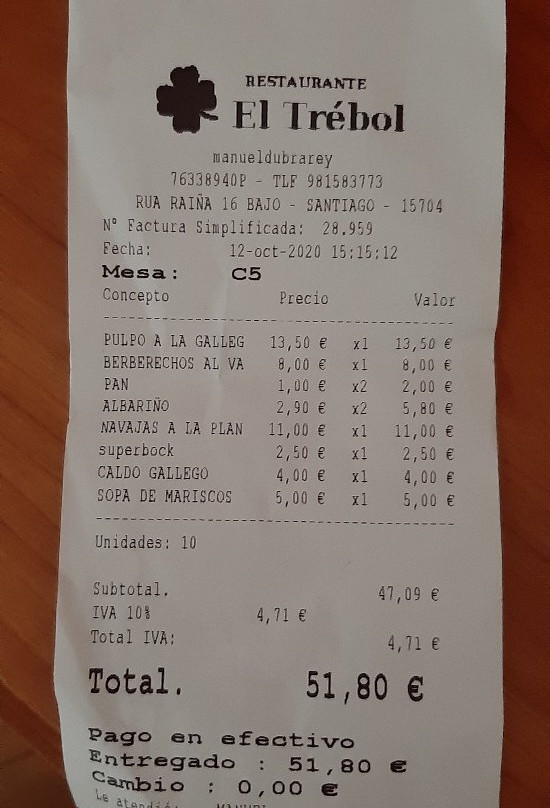 RESTAURANTE
El Trébol
manueldubrarey
76338940P - TLF 981583773
RUA RAIÑA 16 BAJO - SANTIAGO - 15704
Nº Factura Simplificada: 28.959
Fecha: 12-oct-2020 15:15:12
Mesa: C5
Concepto Precio Valor
PULPO A LA GALLEG 13,50 € x1 13,50 €
BERBERECHOS AL VA 8,00 € x1 8,00 €
PAN 1,00 € x2 2,00 €
ALBARIÑO 2,90 € x2 5,80 €
NAVAJAS A LA PLAN 11,00 € x1 11,00 €
superbock 2,50 € x1 2,50 €
CALDO GALLEGO 4,00 € x1 4,00 €
SOPA DE MARISCOS 5,00 € x1 5,00 €
Unidades: 10
Subtotal. 47,09 €
IVA 10% 4,71 €
Total IVA: 4,71 €
Total. 51,80 €
Pago en efectivo
Entregado : 51,80 €
Cambio : 0,00 €
Le atendió: